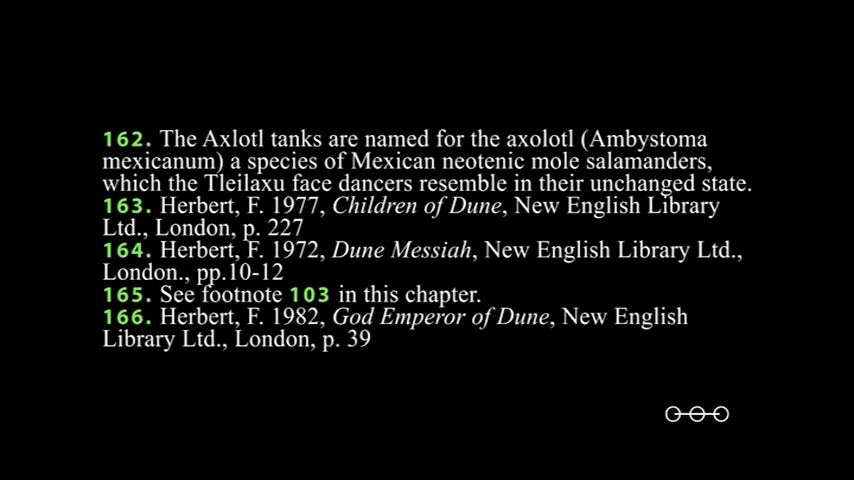 162. The Axlotl tanks are named for the axolotl (Ambystoma
mexicanum) a species of Mexican neotenic mole salamanders,
which the Tleilaxu face dancers resemble in their unchanged state.
163. Herbert, F. 1977, Children of Dune, New English Library
Ltd., London, p. 227
164. Herbert, F. 1972, Dune Messiah, New English Library Ltd.,
London., pp.10-12
165. See footnote 103 in this chapter.
166. Herbert, F. 1982, God Emperor of Dune, New English
Library Ltd., London, p. 39